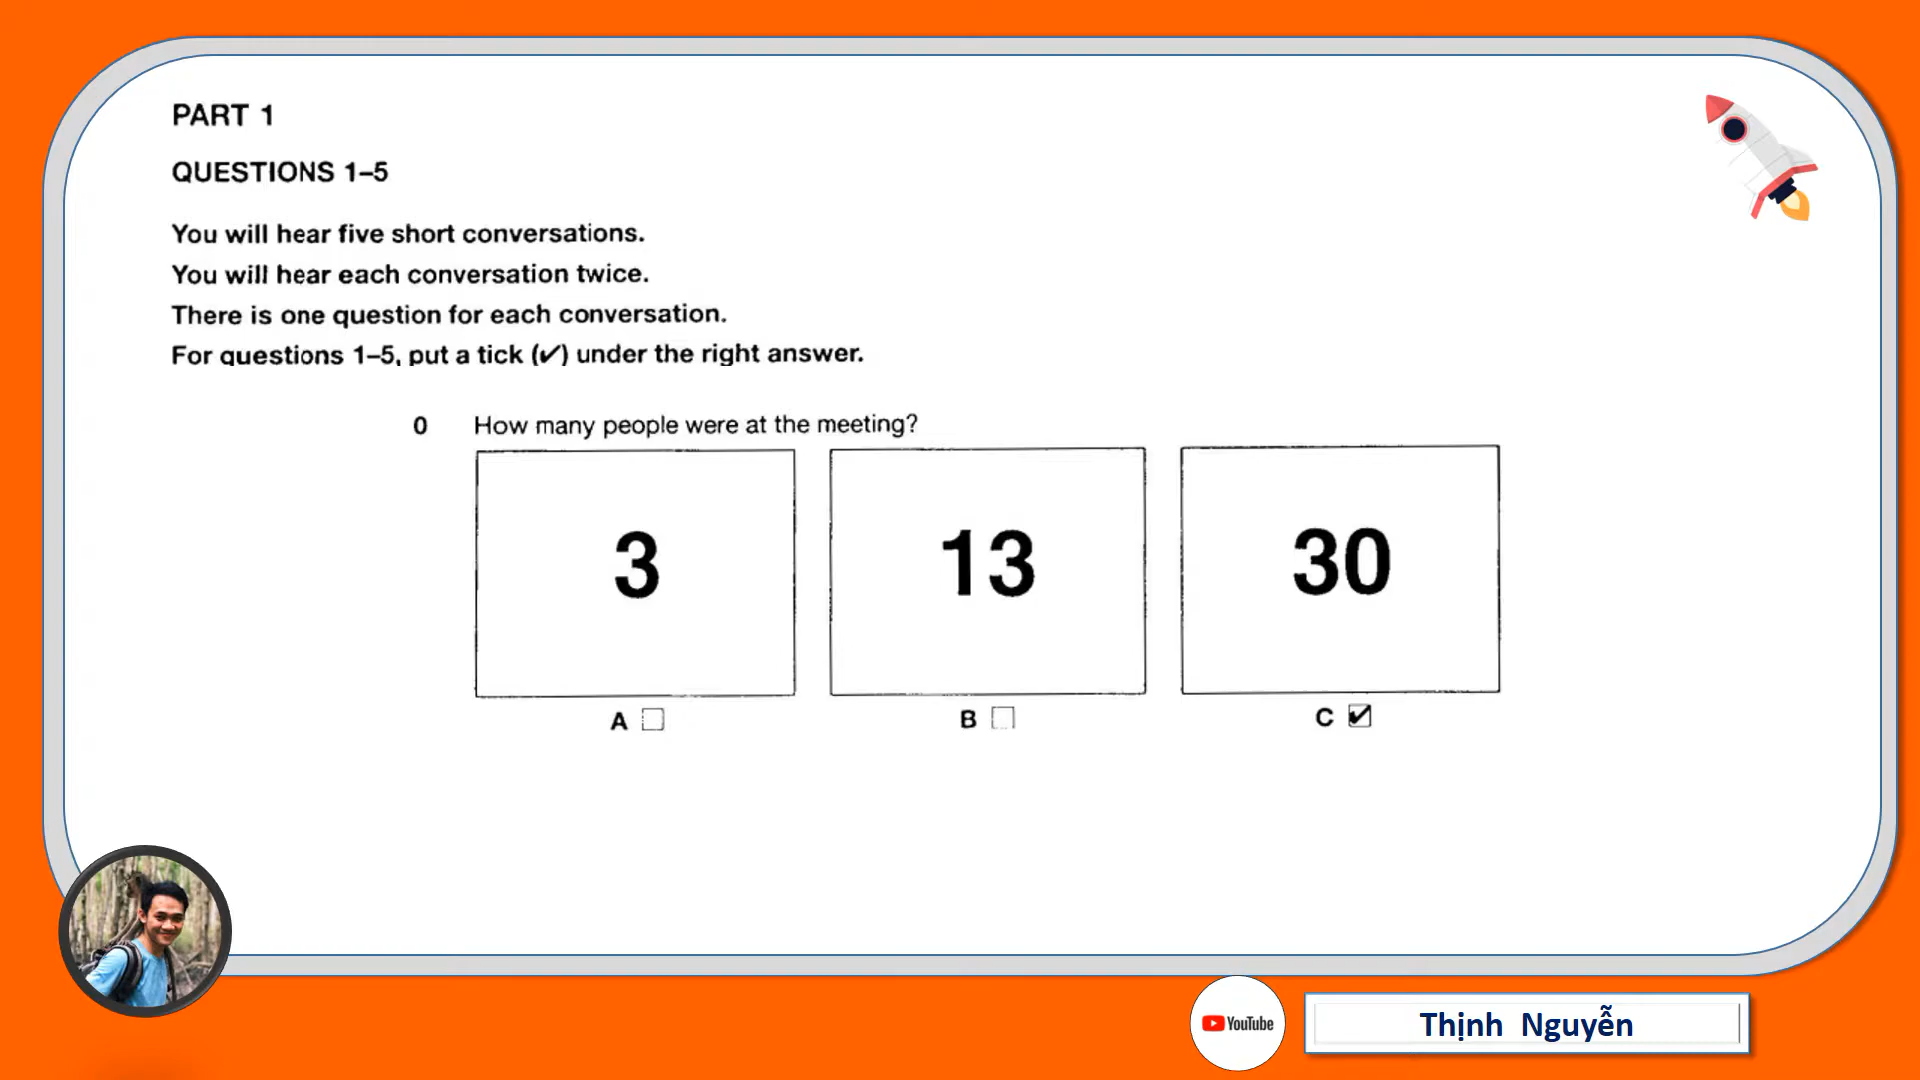 PART 1
QUESTIONS 1–5
You will hear five short conversations.
You will hear each conversation twice.
There is one question for each conversation.
For questions 1–5, put a tick (✔) under the right answer.
0 How many people were at the meeting?
3 13 30
A B C ✔
YouTube
Thịnh Nguyễn